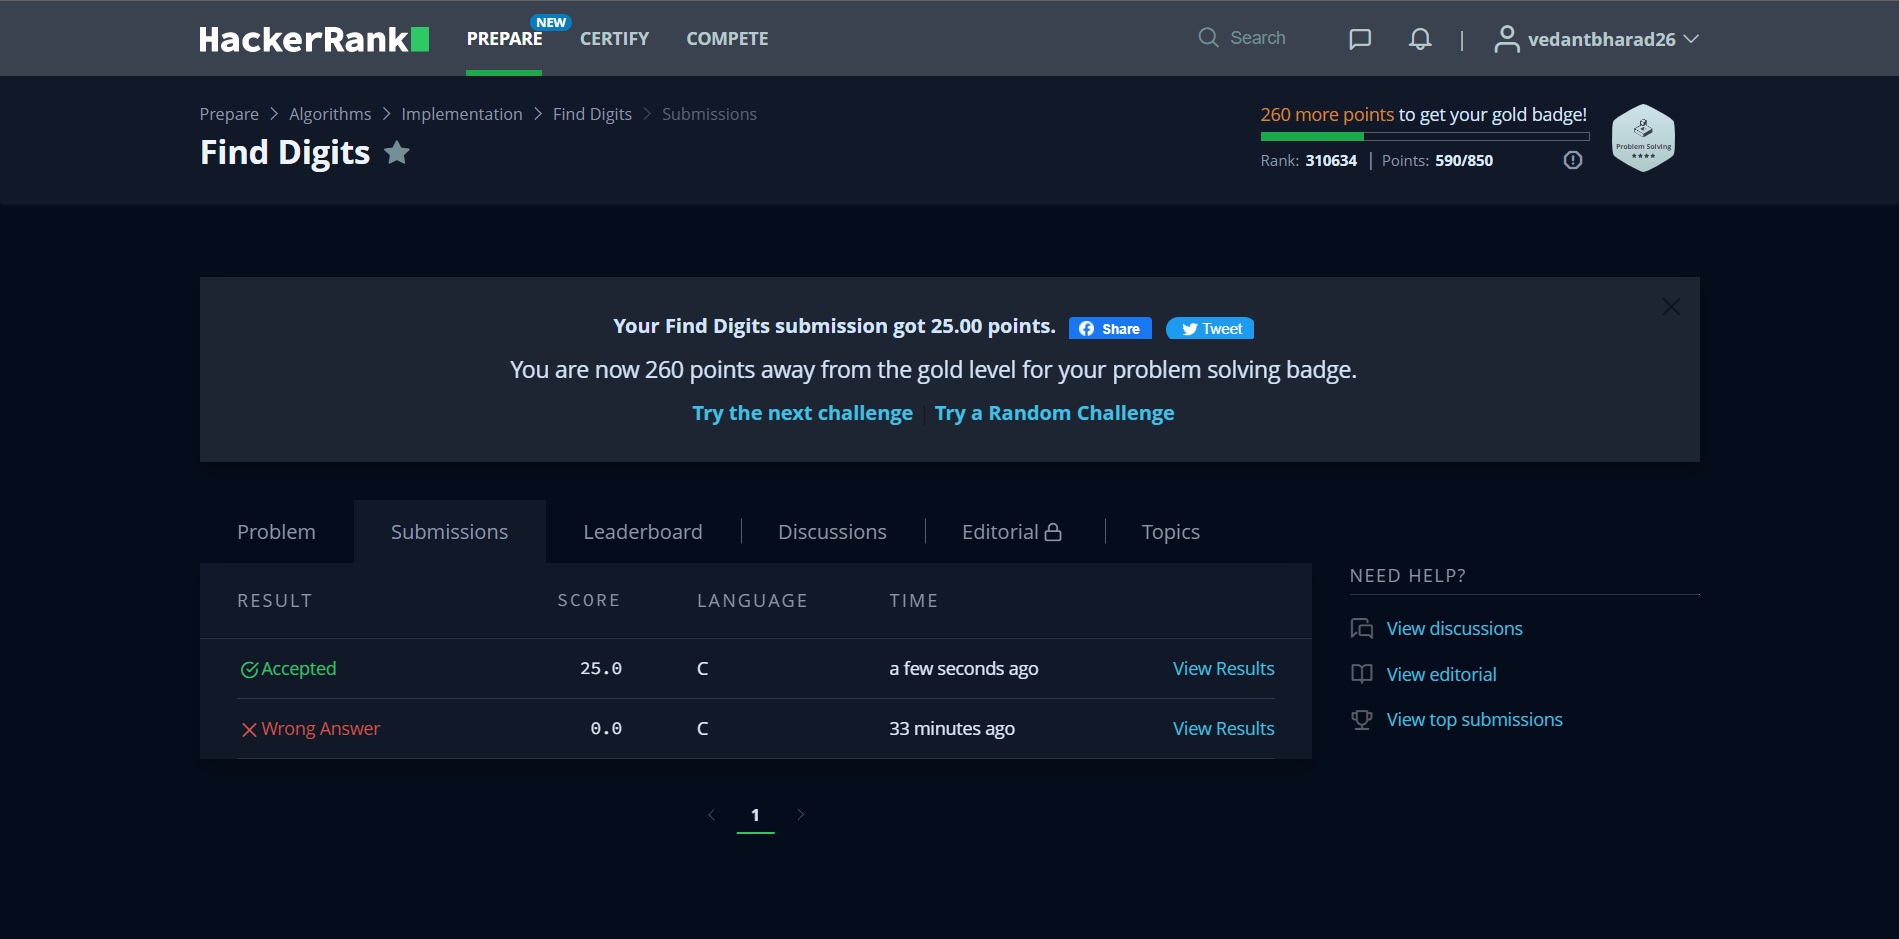 HackerRank PREPARE NEW CERTIFY COMPETE Search | vedantbharad26
Prepare > Algorithms > Implementation > Find Digits > Submissions
Find Digits
260 more points to get your gold badge!
Rank: 310634 | Points: 590/850
Problem Solving
Your Find Digits submission got 25.00 points. Share Tweet
You are now 260 points away from the gold level for your problem solving badge.
Try the next challenge | Try a Random Challenge
Problem Submissions Leaderboard Discussions Editorial Topics
RESULT SCORE LANGUAGE TIME
Accepted 25.0 C a few seconds ago View Results
Wrong Answer 0.0 C 33 minutes ago View Results
1
NEED HELP?
View discussions
View editorial
View top submissions